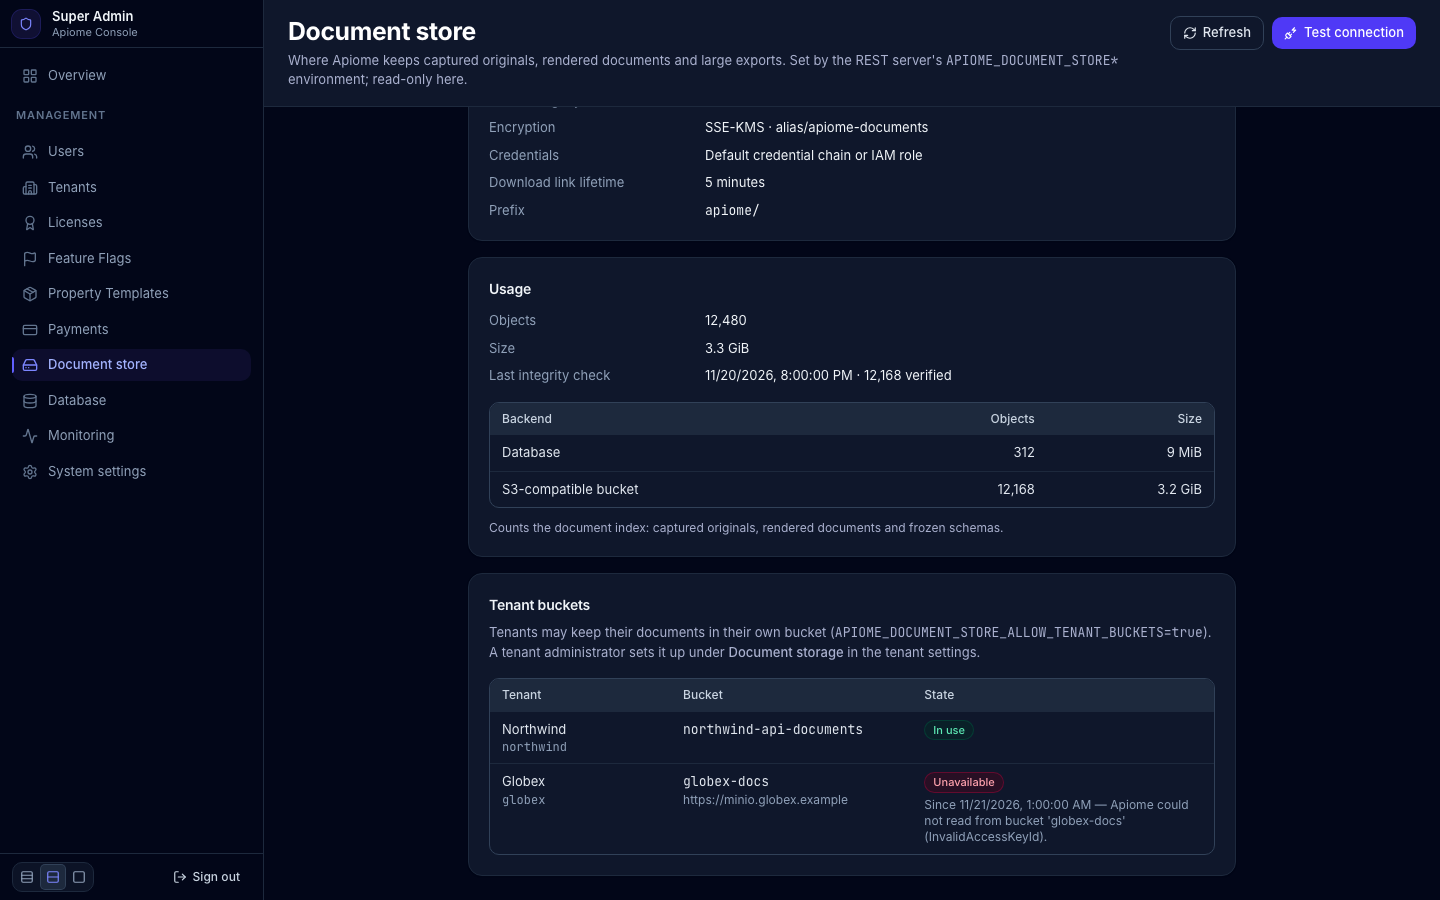 Super Admin
Apiome Console
Overview
MANAGEMENT
Users
Tenants
Licenses
Feature Flags
Property Templates
Payments
Document store
Database
Monitoring
System settings
Sign out
Document store
Where Apiome keeps captured originals, rendered documents and large exports. Set by the REST server's APIOME_DOCUMENT_STORE*
environment; read-only here.
Refresh
Test connection
Encryption
SSE-KMS · alias/apiome-documents
Credentials
Default credential chain or IAM role
Download link lifetime
5 minutes
Prefix
apiome/
Usage
Objects
12,480
Size
3.3 GiB
Last integrity check
11/20/2026, 8:00:00 PM · 12,168 verified
Backend Objects Size
Database 312 9 MiB
S3-compatible bucket 12,168 3.2 GiB
Counts the document index: captured originals, rendered documents and frozen schemas.
Tenant buckets
Tenants may keep their documents in their own bucket (APIOME_DOCUMENT_STORE_ALLOW_TENANT_BUCKETS=true).
A tenant administrator sets it up under Document storage in the tenant settings.
Tenant Bucket State
Northwind northwind-api-documents In use
northwind
Globex globex-docs Unavailable
globex https://minio.globex.example
Since 11/21/2026, 1:00:00 AM — Apiome could
not read from bucket 'globex-docs'
(InvalidAccessKeyId).